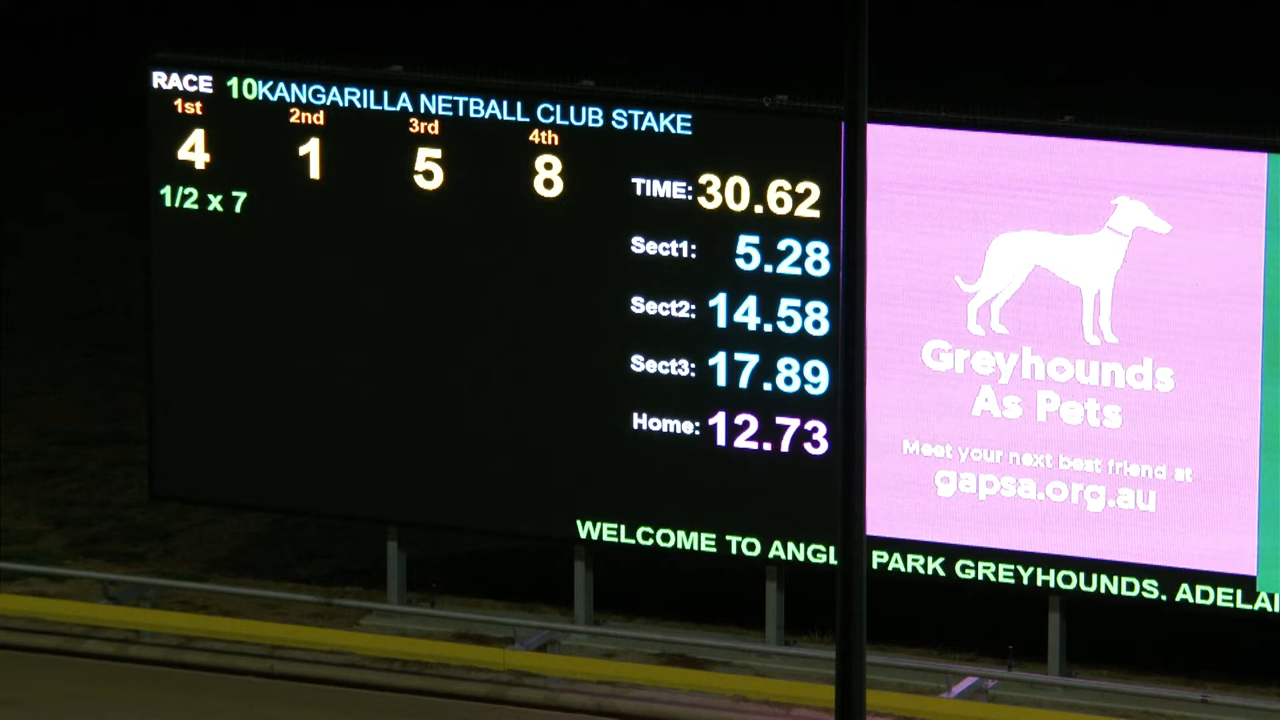 RACE 10KANGARILLA NETBALL CLUB STAKE
1st 2nd 3rd 4th
4 1 5 8
1/2 x 7
TIME: 30.62
Sect1: 5.28
Sect2: 14.58
Sect3: 17.89
Home: 12.73
Greyhounds
As Pets
Meet your next best friend at
gapsa.org.au
WELCOME TO ANGL PARK GREYHOUNDS. ADELAI